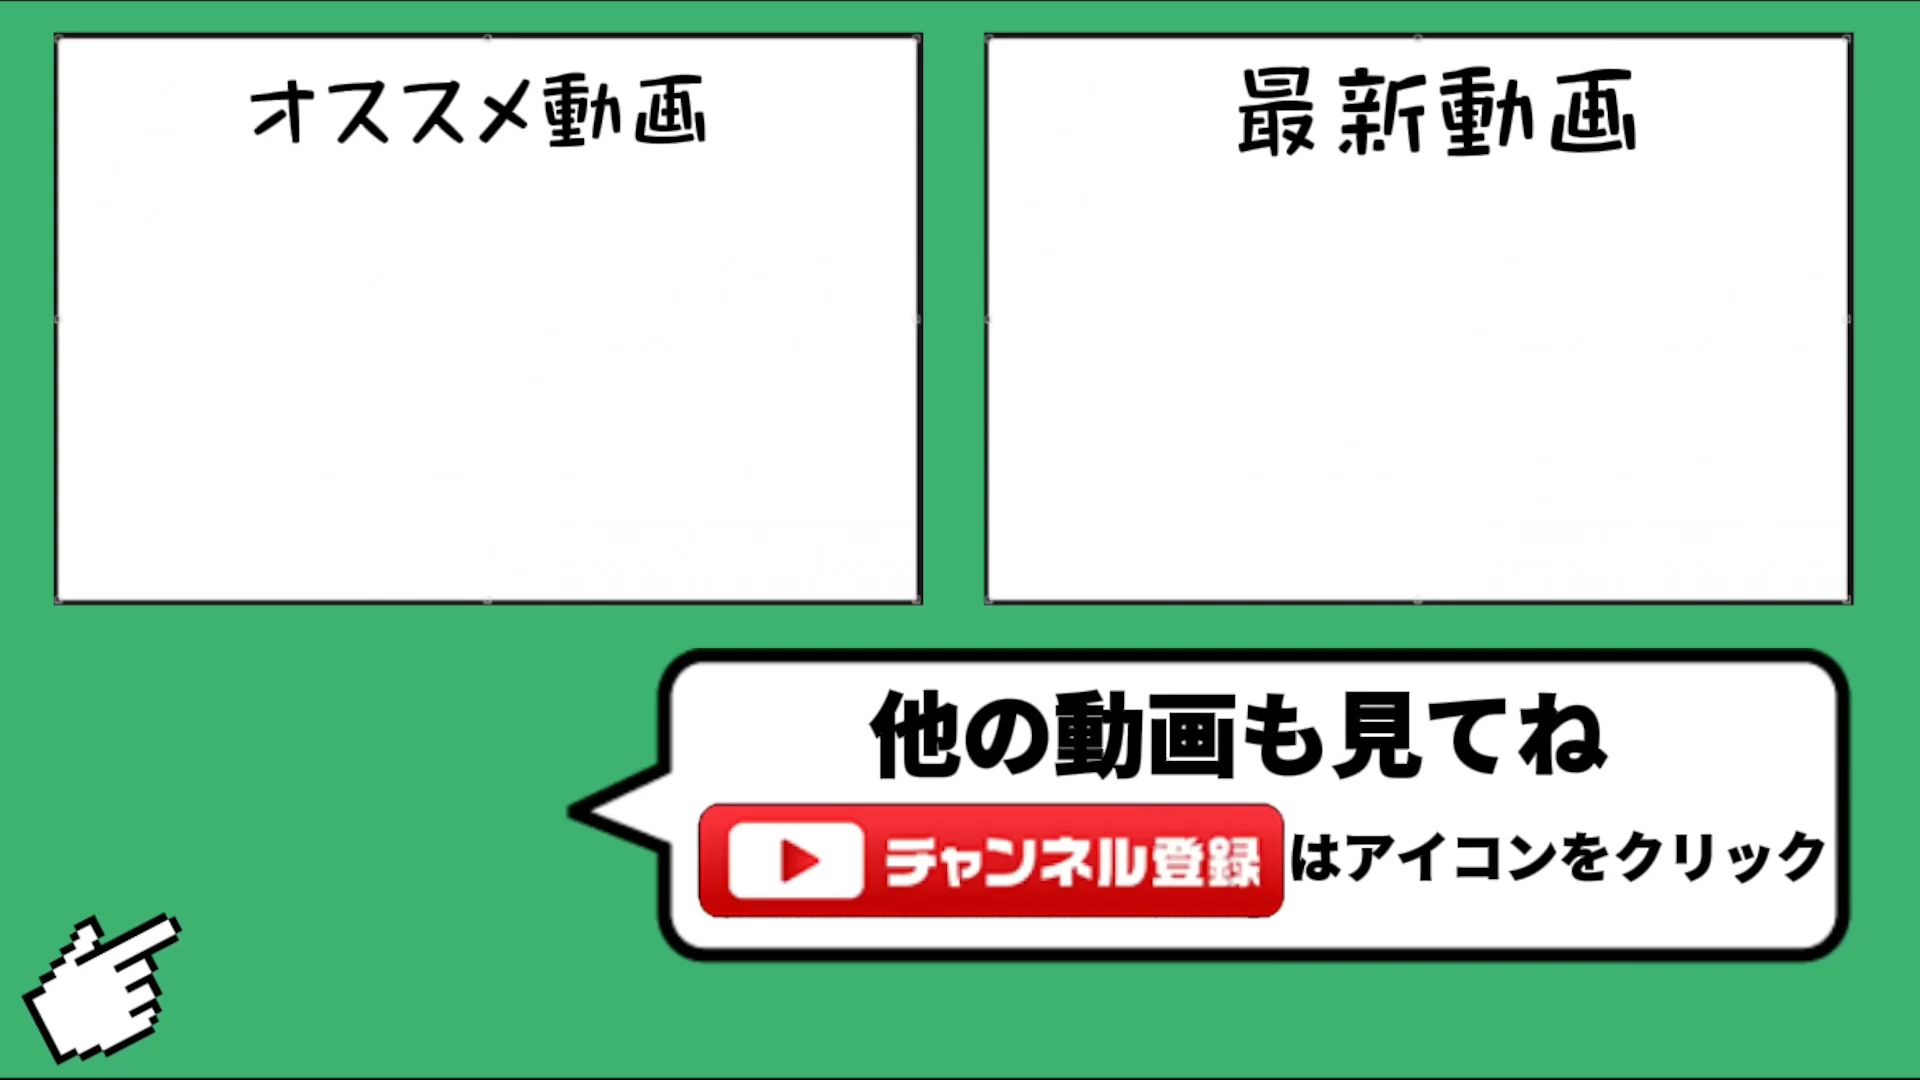 オススメ動画
最新動画
他の動画も見てね
チャンネル登録はアイコンをクリック